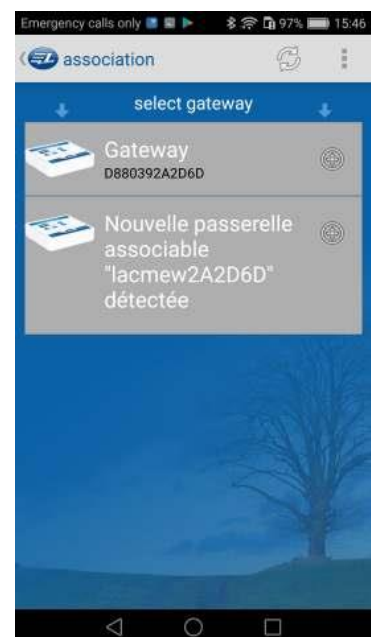 Emergency calls only 97% 15:46
association
select gateway
Gateway
D880392A2D6D
Nouvelle passerelle
associable
"lacmew2A2D6D"
détectée